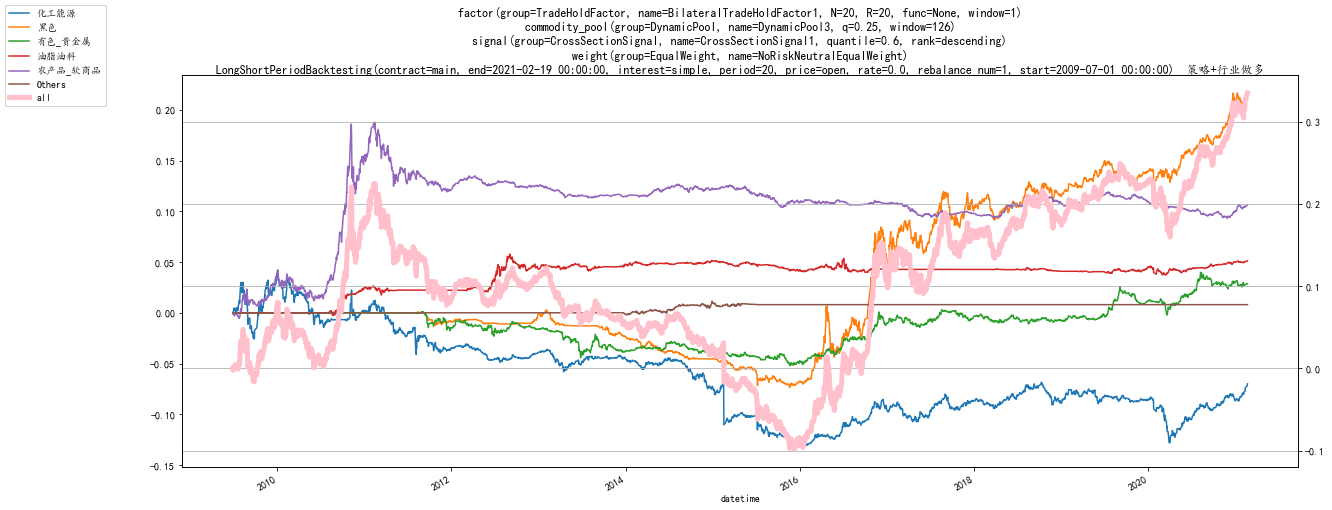 化工能源
黑色
有色_贵金属
油脂油料
农产品_软商品
Others
all
factor(group=TradeHoldFactor, name=BilateralTradeHoldFactor1, N=20, R=20, func=None, window=1)
commodity_pool(group=DynamicPool, name=DynamicPool3, q=0.25, window=126)
signal(group=CrossSectionSignal, name=CrossSectionSignal1, quantile=0.6, rank=descending)
weight(group=EqualWeight, name=NoRiskNeutralEqualWeight)
LongShortPeriodBacktesting(contract=main, end=2021-02-19 00:00:00, interest=simple, period=20, price=open, rate=0.0, rebalance_num=1, start=2009-07-01 00:00:00) 策略+行业做多
0.20
0.15
0.10
0.05
0.00
-0.05
-0.10
-0.15
0.3
0.2
0.1
0.0
-0.1
2010
2012
2014
2016
2018
2020
datetime